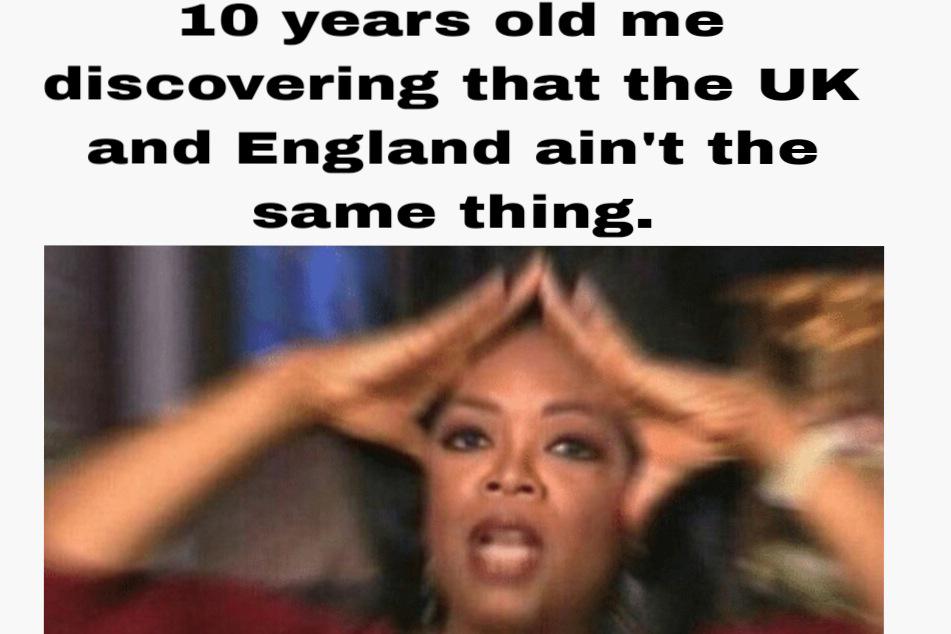 10 years old me
discovering that the UK
and England ain't the
same thing.